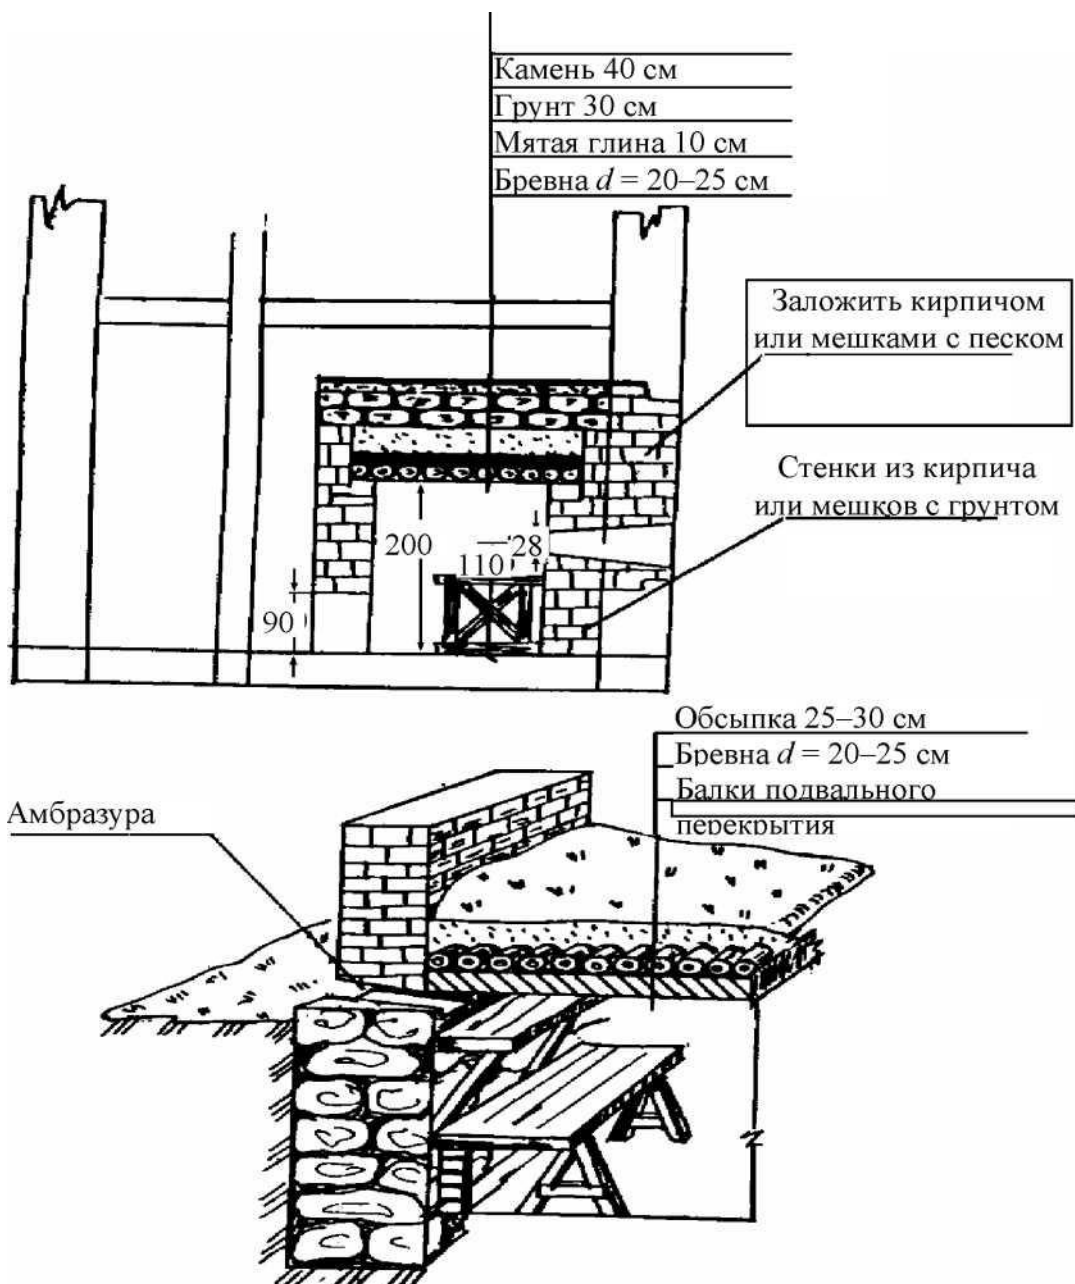 Камень 40 см
Грунт 30 см
Мятая глина 10 см
Бревна d = 20–25 см
Заложить кирпичом
или мешками с песком
Стенки из кирпича
или мешков с грунтом
200
28
110
90
Обсыпка 25–30 см
Бревна d = 20–25 см
Балки подвального
перекрытия
Амбразура